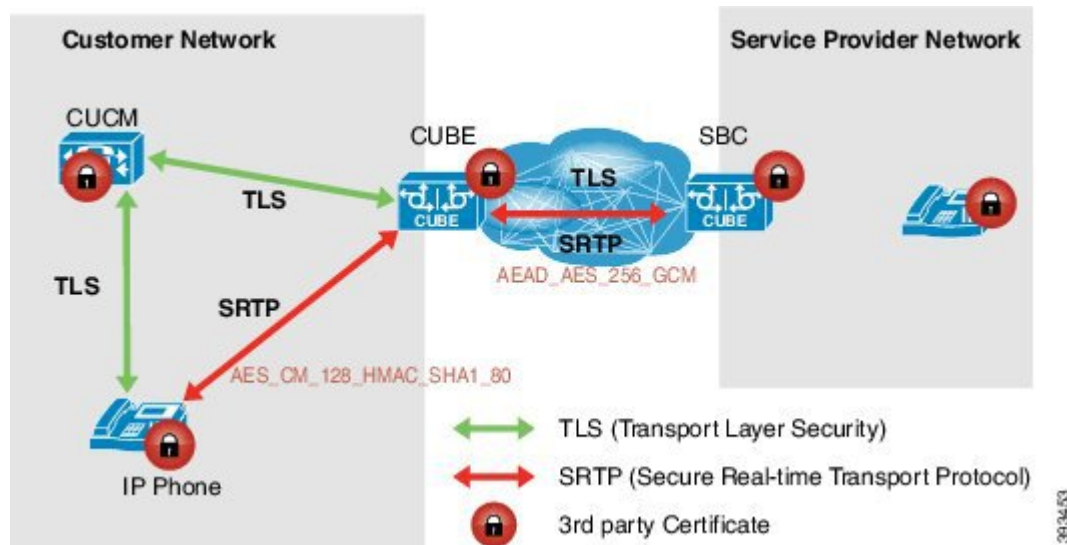 Customer Network
Service Provider Network
CUCM
CUBE
SBC
TLS
TLS
CUBE
CUBE
SRTP
AEAD_AES_256_GCM
TLS
SRTP
AES_CM_128_HMAC_SHA1_80
IP Phone
TLS (Transport Layer Security)
SRTP (Secure Real-time Transport Protocol)
3rd party Certificate
393453